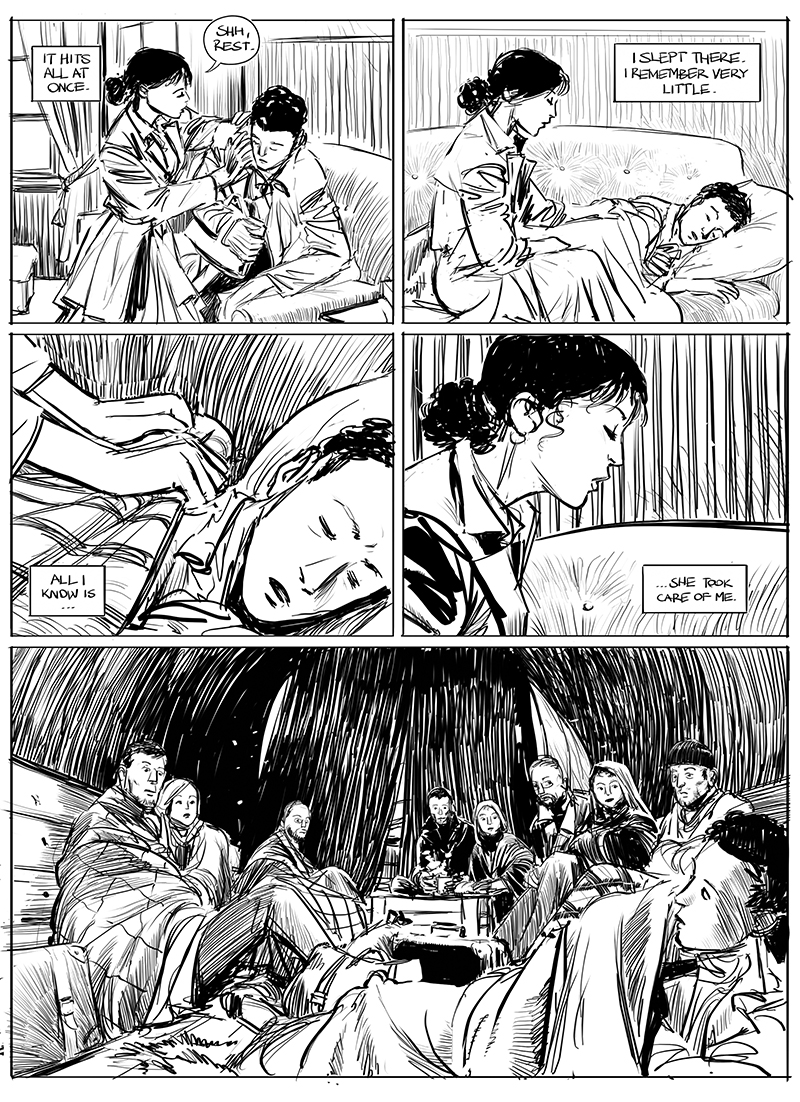 IT HITS
ALL AT
ONCE.
SHH,
REST.
I SLEPT THERE.
I REMEMBER VERY
LITTLE.
ALL I
KNOW IS
...
...SHE TOOK
CARE OF ME.